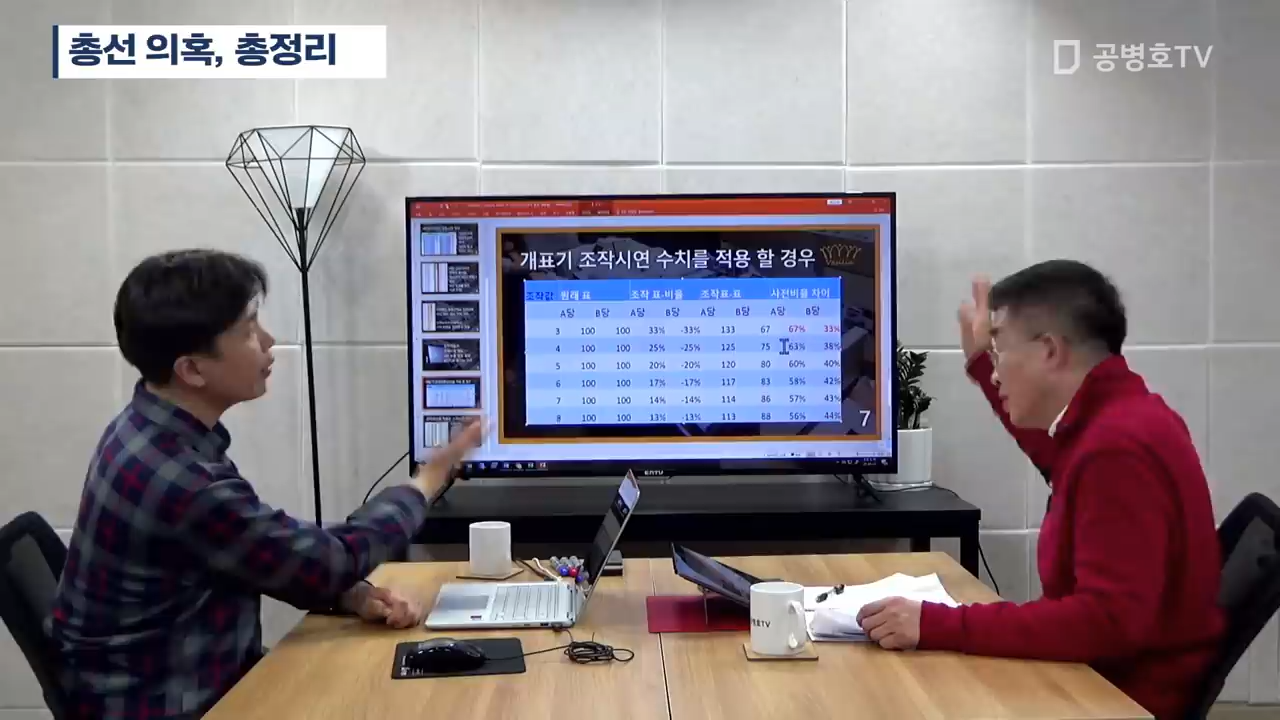 총선 의혹, 총정리
공병호TV
개표기 조작시연 수치를 적용 할 경우
조작값 원래 표 조작 표-비율 조작표-표 사전비율 차이
A당 B당 A당 B당 A당 B당 A당 B당
3 100 100 33% -33% 133 67 67% 33%
4 100 100 25% -25% 125 75 63% 38%
5 100 100 20% -20% 120 80 60% 40%
6 100 100 17% -17% 117 83 58% 42%
7 100 100 14% -14% 114 86 57% 43%
8 100 100 13% -13% 113 88 56% 44%
7